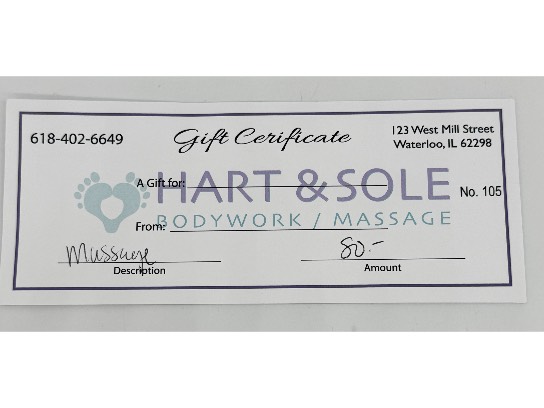 618-402-6649
Gift Cerificate
123 West Mill Street
Waterloo, IL 62298
A Gift for:
HART & SOLE
No. 105
BODYWORK / MASSAGE
From:
Massage
80.-
Description
Amount